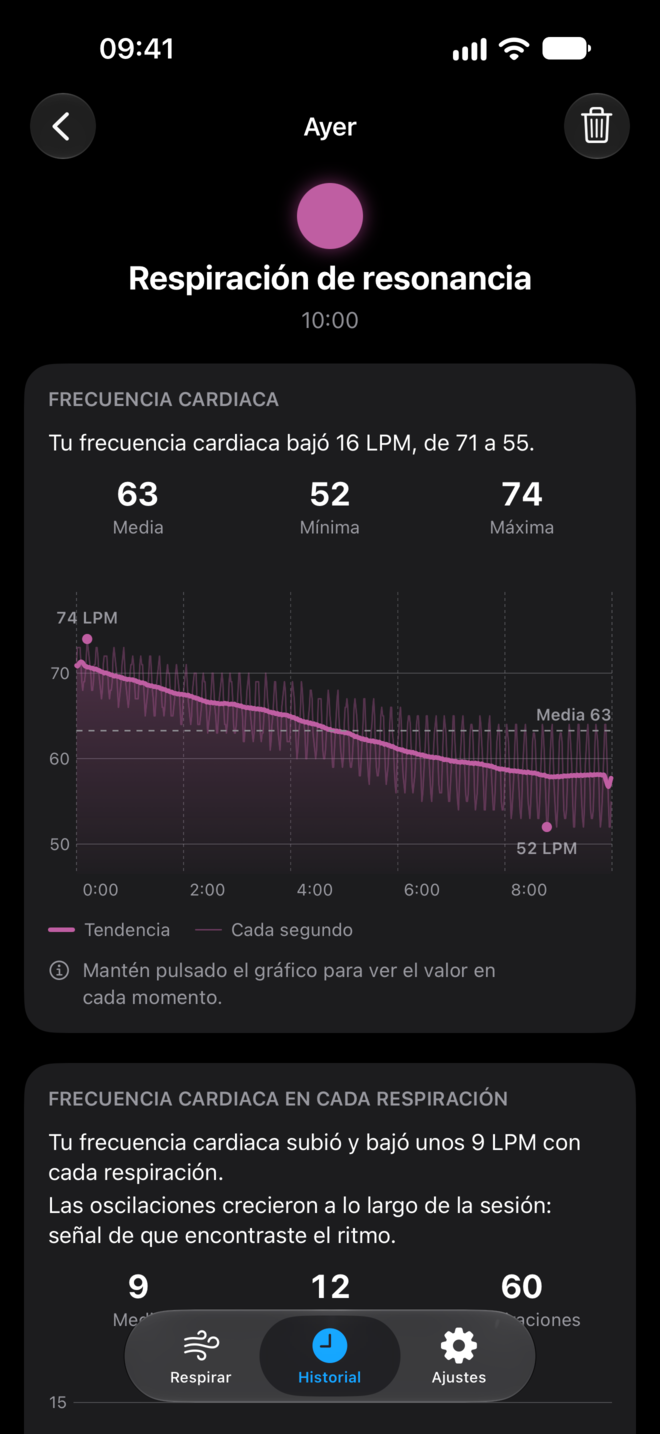 09:41
Ayer
Respiración de resonancia
10:00
FRECUENCIA CARDIACA
Tu frecuencia cardiaca bajó 16 LPM, de 71 a 55.
63 52 74
Media Mínima Máxima
74 LPM
70
Media 63
60
52 LPM
50
0:00 2:00 4:00 6:00 8:00
Tendencia Cada segundo
Mantén pulsado el gráfico para ver el valor en
cada momento.
FRECUENCIA CARDIACA EN CADA RESPIRACIÓN
Tu frecuencia cardiaca subió y bajó unos 9 LPM con
cada respiración.
Las oscilaciones crecieron a lo largo de la sesión:
señal de que encontraste el ritmo.
9 12 60
Respirar Historial Ajustes
15